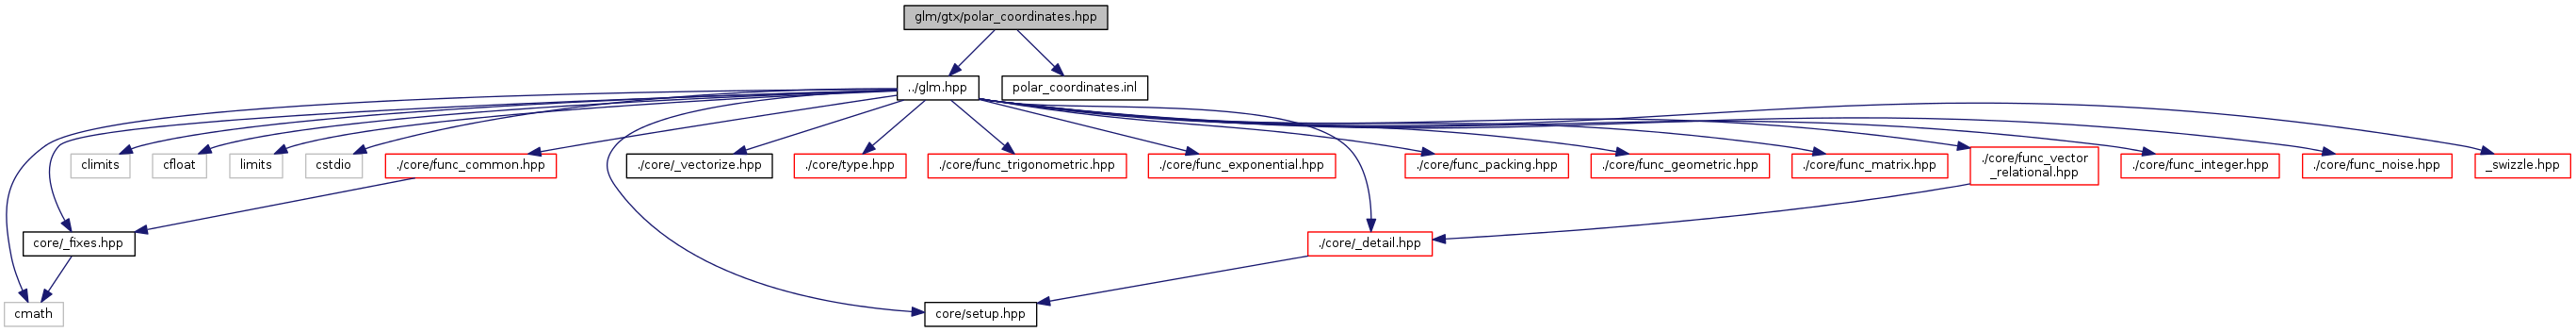 glm/gtx/polar_coordinates.hpp
../glm.hpp
polar_coordinates.inl
climits
cfloat
limits
cstdio
./core/func_common.hpp
./core/_vectorize.hpp
./core/type.hpp
./core/func_trigonometric.hpp
./core/func_exponential.hpp
./core/func_packing.hpp
./core/func_geometric.hpp
./core/func_matrix.hpp
./core/func_vector
_relational.hpp
./core/func_integer.hpp
./core/func_noise.hpp
_swizzle.hpp
core/_fixes.hpp
./core/_detail.hpp
cmath
core/setup.hpp